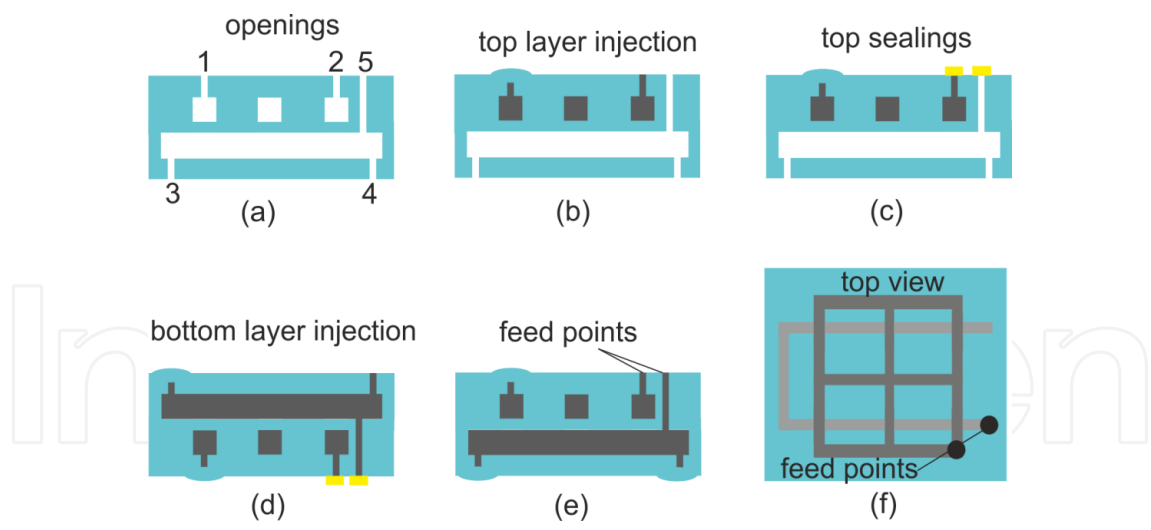 openings
1 2 5
3 4
(a)
top layer injection
(b)
top sealings
(c)
bottom layer injection
(d)
feed points
(e)
top view
feed points
(f)